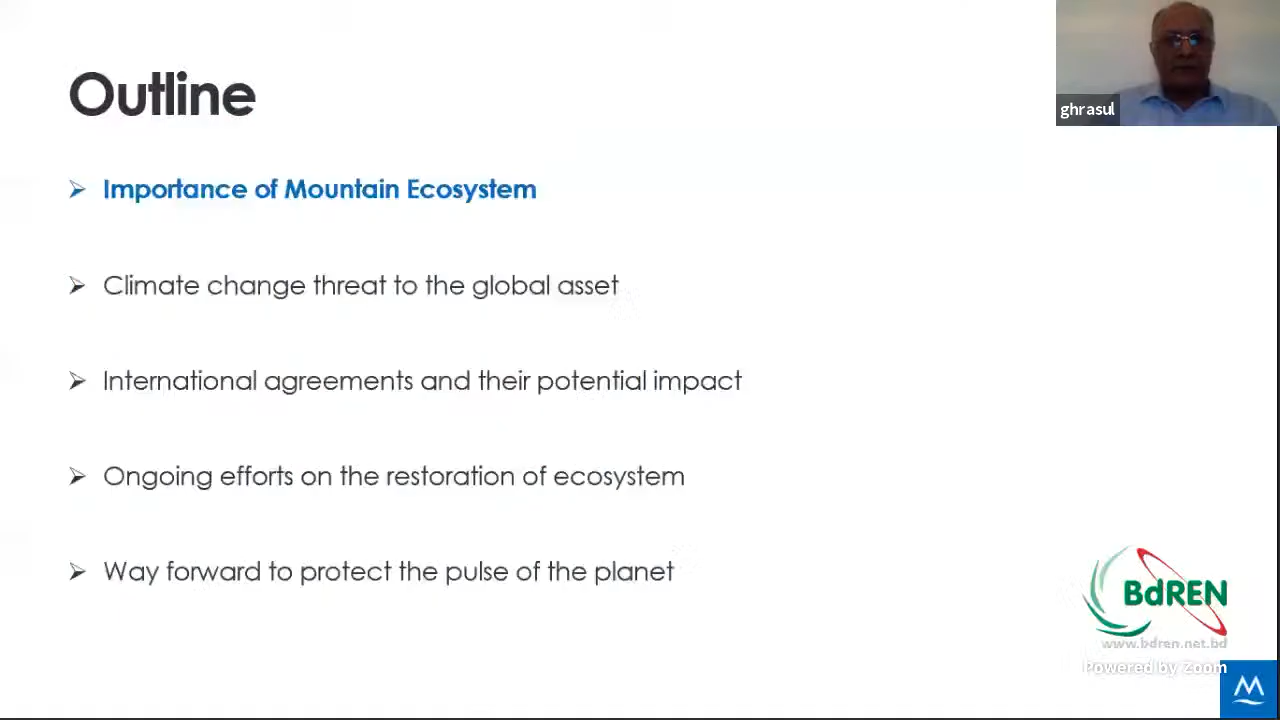 Outline
ghrasul
Importance of Mountain Ecosystem
Climate change threat to the global asset
International agreements and their potential impact
Ongoing efforts on the restoration of ecosystem
Way forward to protect the pulse of the planet
BdREN
www.bdren.net.bd
Powered by Zoom